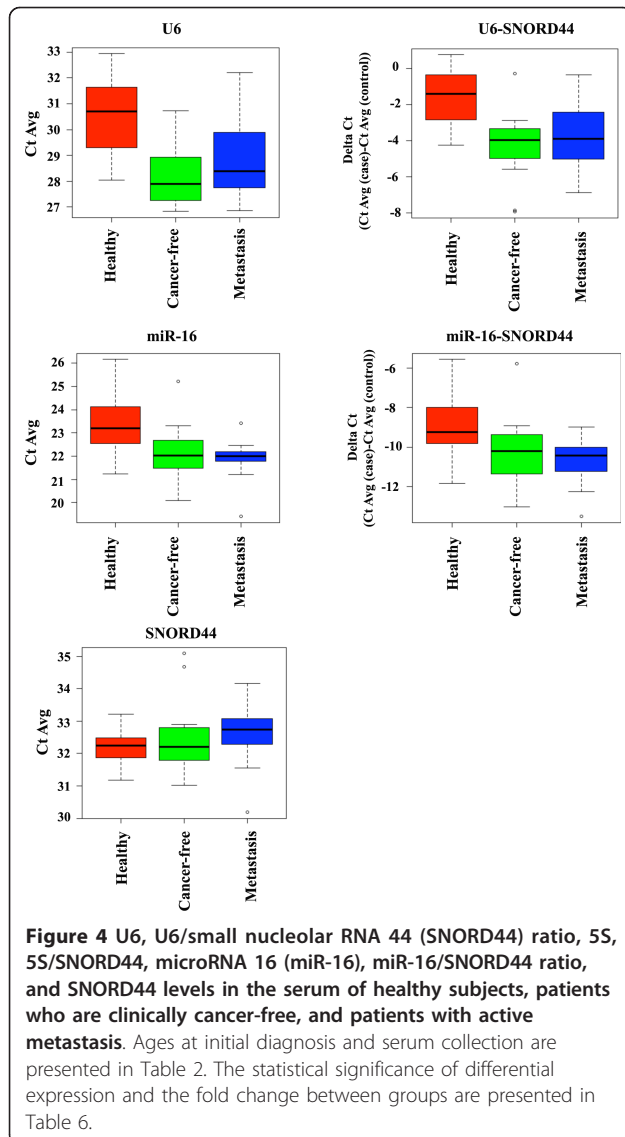 U6
33
32
31
30
29
28
27
Ct Avg
Healthy
Cancer-free
Metastasis
U6-SNORD44
0
-2
-4
-6
-8
Delta Ct
(Ct Avg (case)-Ct Avg (control))
Healthy
Cancer-free
Metastasis
miR-16
26
25
24
23
22
21
20
Ct Avg
Healthy
Cancer-free
Metastasis
miR-16-SNORD44
-6
-8
-10
-12
Delta Ct
(Ct Avg (case)-Ct Avg (control))
Healthy
Cancer-free
Metastasis
SNORD44
35
34
33
32
31
30
Ct Avg
Healthy
Cancer-free
Metastasis
Figure 4 U6, U6/small nucleolar RNA 44 (SNORD44) ratio, 5S,
5S/SNORD44, microRNA 16 (miR-16), miR-16/SNORD44 ratio,
and SNORD44 levels in the serum of healthy subjects, patients
who are clinically cancer-free, and patients with active
metastasis. Ages at initial diagnosis and serum collection are
presented in Table 2. The statistical significance of differential
expression and the fold change between groups are presented in
Table 6.